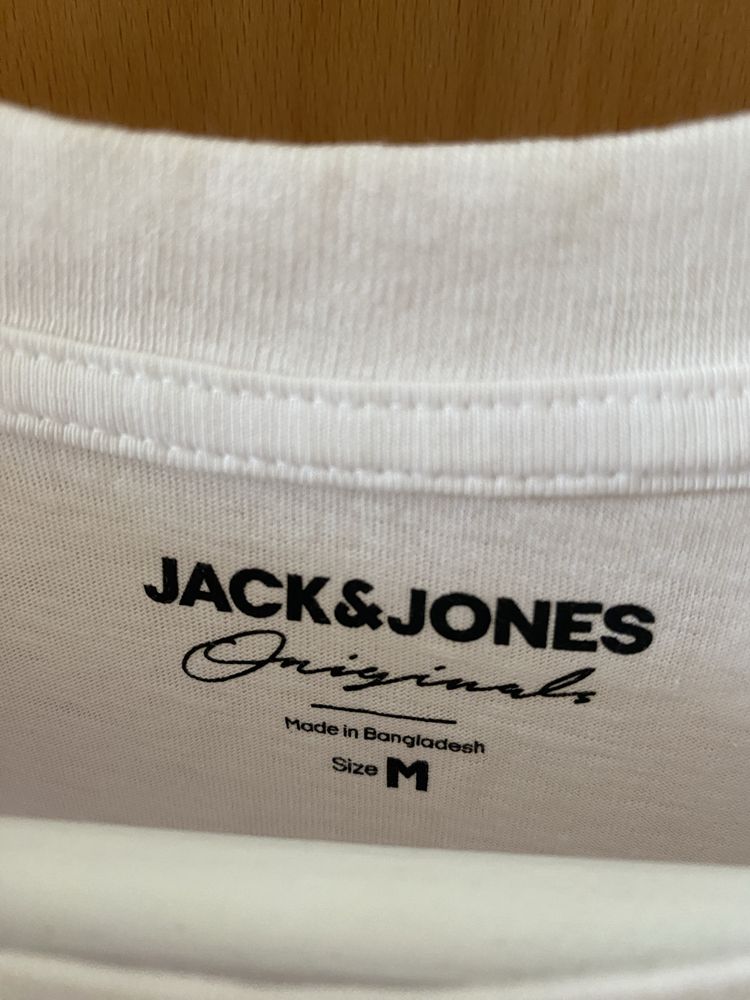 JACK&JONES
Originals
Made in Bangladesh
Size M